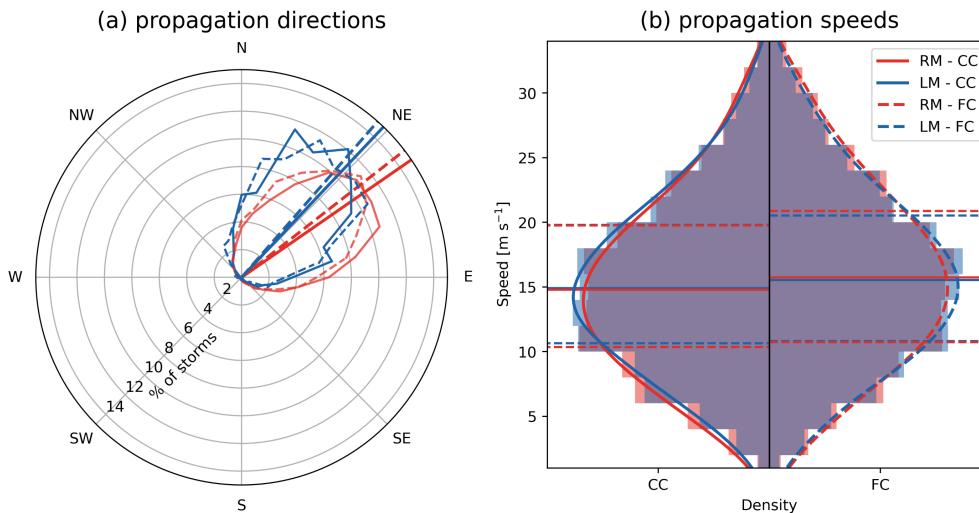 (a) propagation directions
N
NW
NE
W
E
SW
SE
S
2
4
6
8
10
12
14
% of storms
(b) propagation speeds
RM - CC
LM - CC
RM - FC
LM - FC
Speed [m s⁻¹]
30
25
20
15
10
5
CC
FC
Density